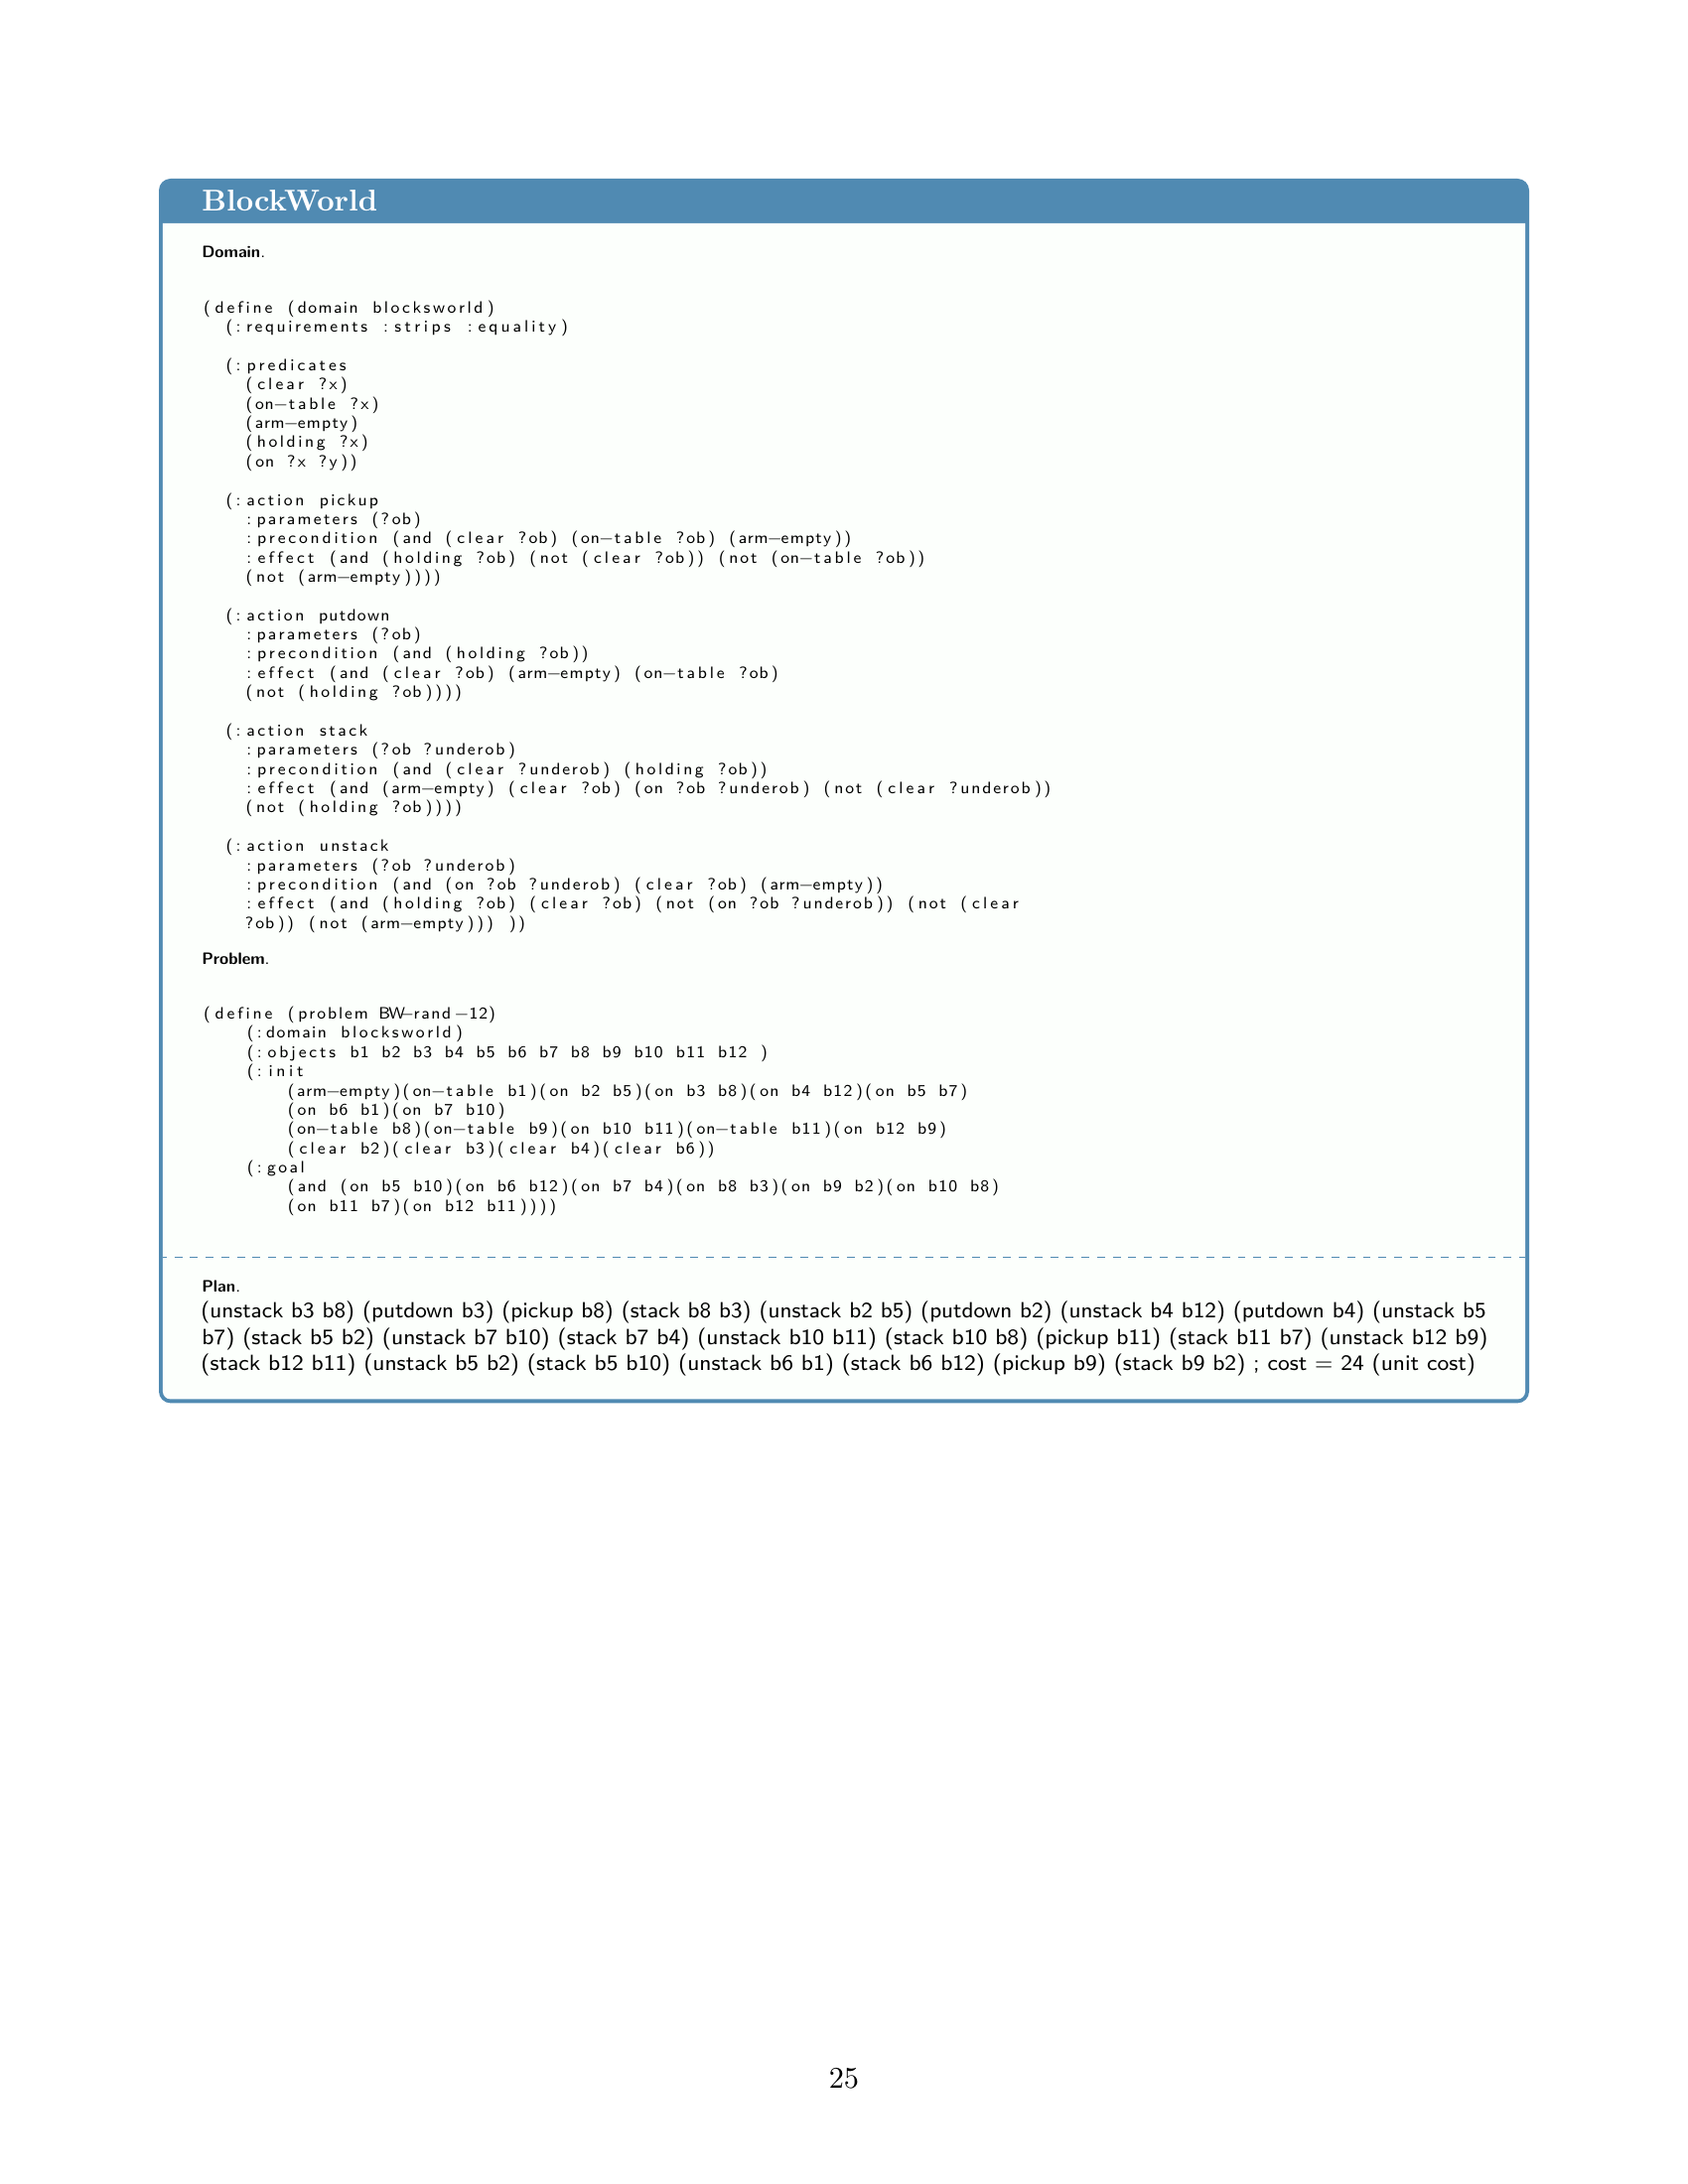 BlockWorld
Domain.
(define (domain blocksworld)
(:requirements :strips :equality)
(:predicates
(clear ?x)
(on−table ?x)
(arm−empty)
(holding ?x)
(on ?x ?y))
(:action pickup
:parameters (?ob)
:precondition (and (clear ?ob) (on−table ?ob) (arm−empty))
:effect (and (holding ?ob) (not (clear ?ob)) (not (on−table ?ob))
(not (arm−empty))))
(:action putdown
:parameters (?ob)
:precondition (and (holding ?ob))
:effect (and (clear ?ob) (arm−empty) (on−table ?ob)
(not (holding ?ob))))
(:action stack
:parameters (?ob ?underob)
:precondition (and (clear ?underob) (holding ?ob))
:effect (and (arm−empty) (clear ?ob) (on ?ob ?underob) (not (clear ?underob))
(not (holding ?ob))))
(:action unstack
:parameters (?ob ?underob)
:precondition (and (on ?ob ?underob) (clear ?ob) (arm−empty))
:effect (and (holding ?ob) (clear ?ob) (not (on ?ob ?underob)) (not (clear
?ob)) (not (arm−empty))) ))
Problem.
(define (problem BW−rand−12)
(:domain blocksworld)
(:objects b1 b2 b3 b4 b5 b6 b7 b8 b9 b10 b11 b12 )
(:init
(arm−empty)(on−table b1)(on b2 b5)(on b3 b8)(on b4 b12)(on b5 b7)
(on b6 b1)(on b7 b10)
(on−table b8)(on−table b9)(on b10 b11)(on−table b11)(on b12 b9)
(clear b2)(clear b3)(clear b4)(clear b6))
(:goal
(and (on b5 b10)(on b6 b12)(on b7 b4)(on b8 b3)(on b9 b2)(on b10 b8)
(on b11 b7)(on b12 b11))))
Plan.
(unstack b3 b8) (putdown b3) (pickup b8) (stack b8 b3) (unstack b2 b5) (putdown b2) (unstack b4 b12) (putdown b4) (unstack b5
b7) (stack b5 b2) (unstack b7 b10) (stack b7 b4) (unstack b10 b11) (stack b10 b8) (pickup b11) (stack b11 b7) (unstack b12 b9)
(stack b12 b11) (unstack b5 b2) (stack b5 b10) (unstack b6 b1) (stack b6 b12) (pickup b9) (stack b9 b2) ; cost = 24 (unit cost)
25